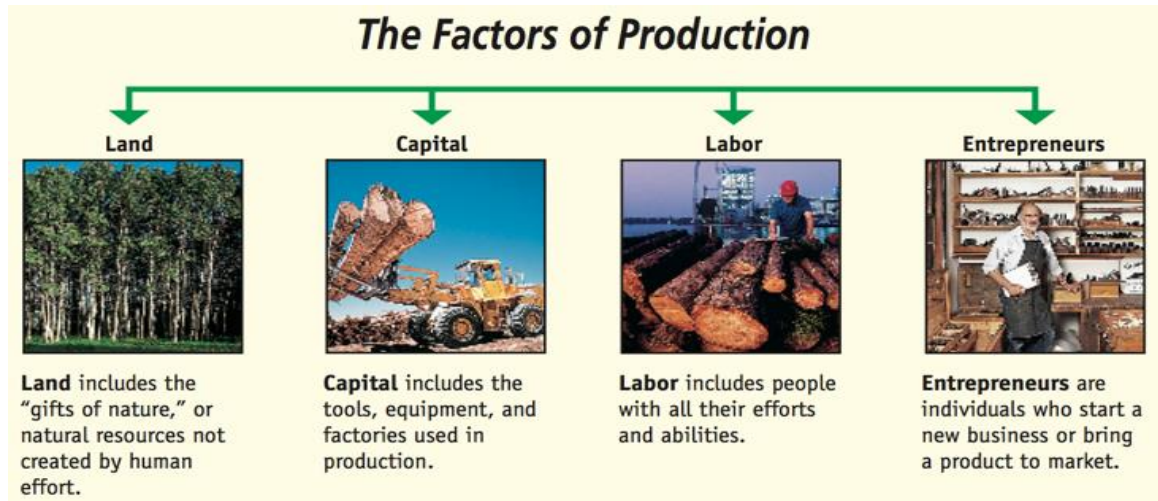 The Factors of Production
Land
Capital
Labor
Entrepreneurs
Land includes the
“gifts of nature,” or
natural resources not
created by human
effort.
Capital includes the
tools, equipment, and
factories used in
production.
Labor includes people
with all their efforts
and abilities.
Entrepreneurs are
individuals who start a
new business or bring
a product to market.